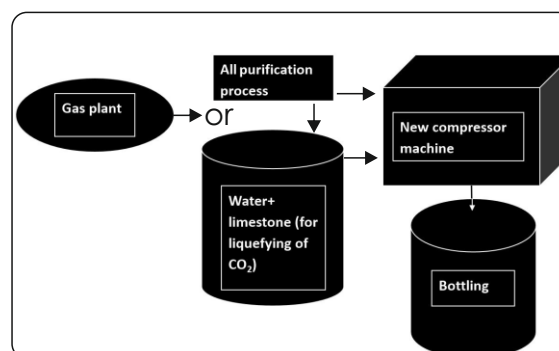 Gas plant
or
All purification
process
Water+
limestone (for
liquefying of
CO₂)
New compressor
machine
Bottling